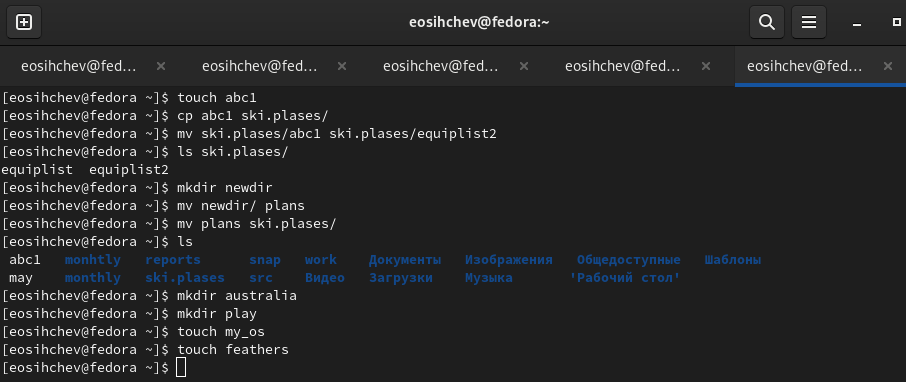 eosihchev@fedora:~
eosihchev@fed... eosihchev@fed... eosihchev@fed... eosihchev@fed... eosihchev@fed...
[eosihchev@fedora ~]$ touch abc1
[eosihchev@fedora ~]$ cp abc1 ski.plases/
[eosihchev@fedora ~]$ mv ski.plases/abc1 ski.plases/equiplist2
[eosihchev@fedora ~]$ ls ski.plases/
equiplist  equiplist2
[eosihchev@fedora ~]$ mkdir newdir
[eosihchev@fedora ~]$ mv newdir/ plans
[eosihchev@fedora ~]$ mv plans ski.plases/
[eosihchev@fedora ~]$ ls
 abc1   monhtly   reports      snap   work    Документы   Изображения   Общедоступные   Шаблоны
 may    monthly   ski.plases   src    Видео   Загрузки    Музыка       'Рабочий стол'
[eosihchev@fedora ~]$ mkdir australia
[eosihchev@fedora ~]$ mkdir play
[eosihchev@fedora ~]$ touch my_os
[eosihchev@fedora ~]$ touch feathers
[eosihchev@fedora ~]$